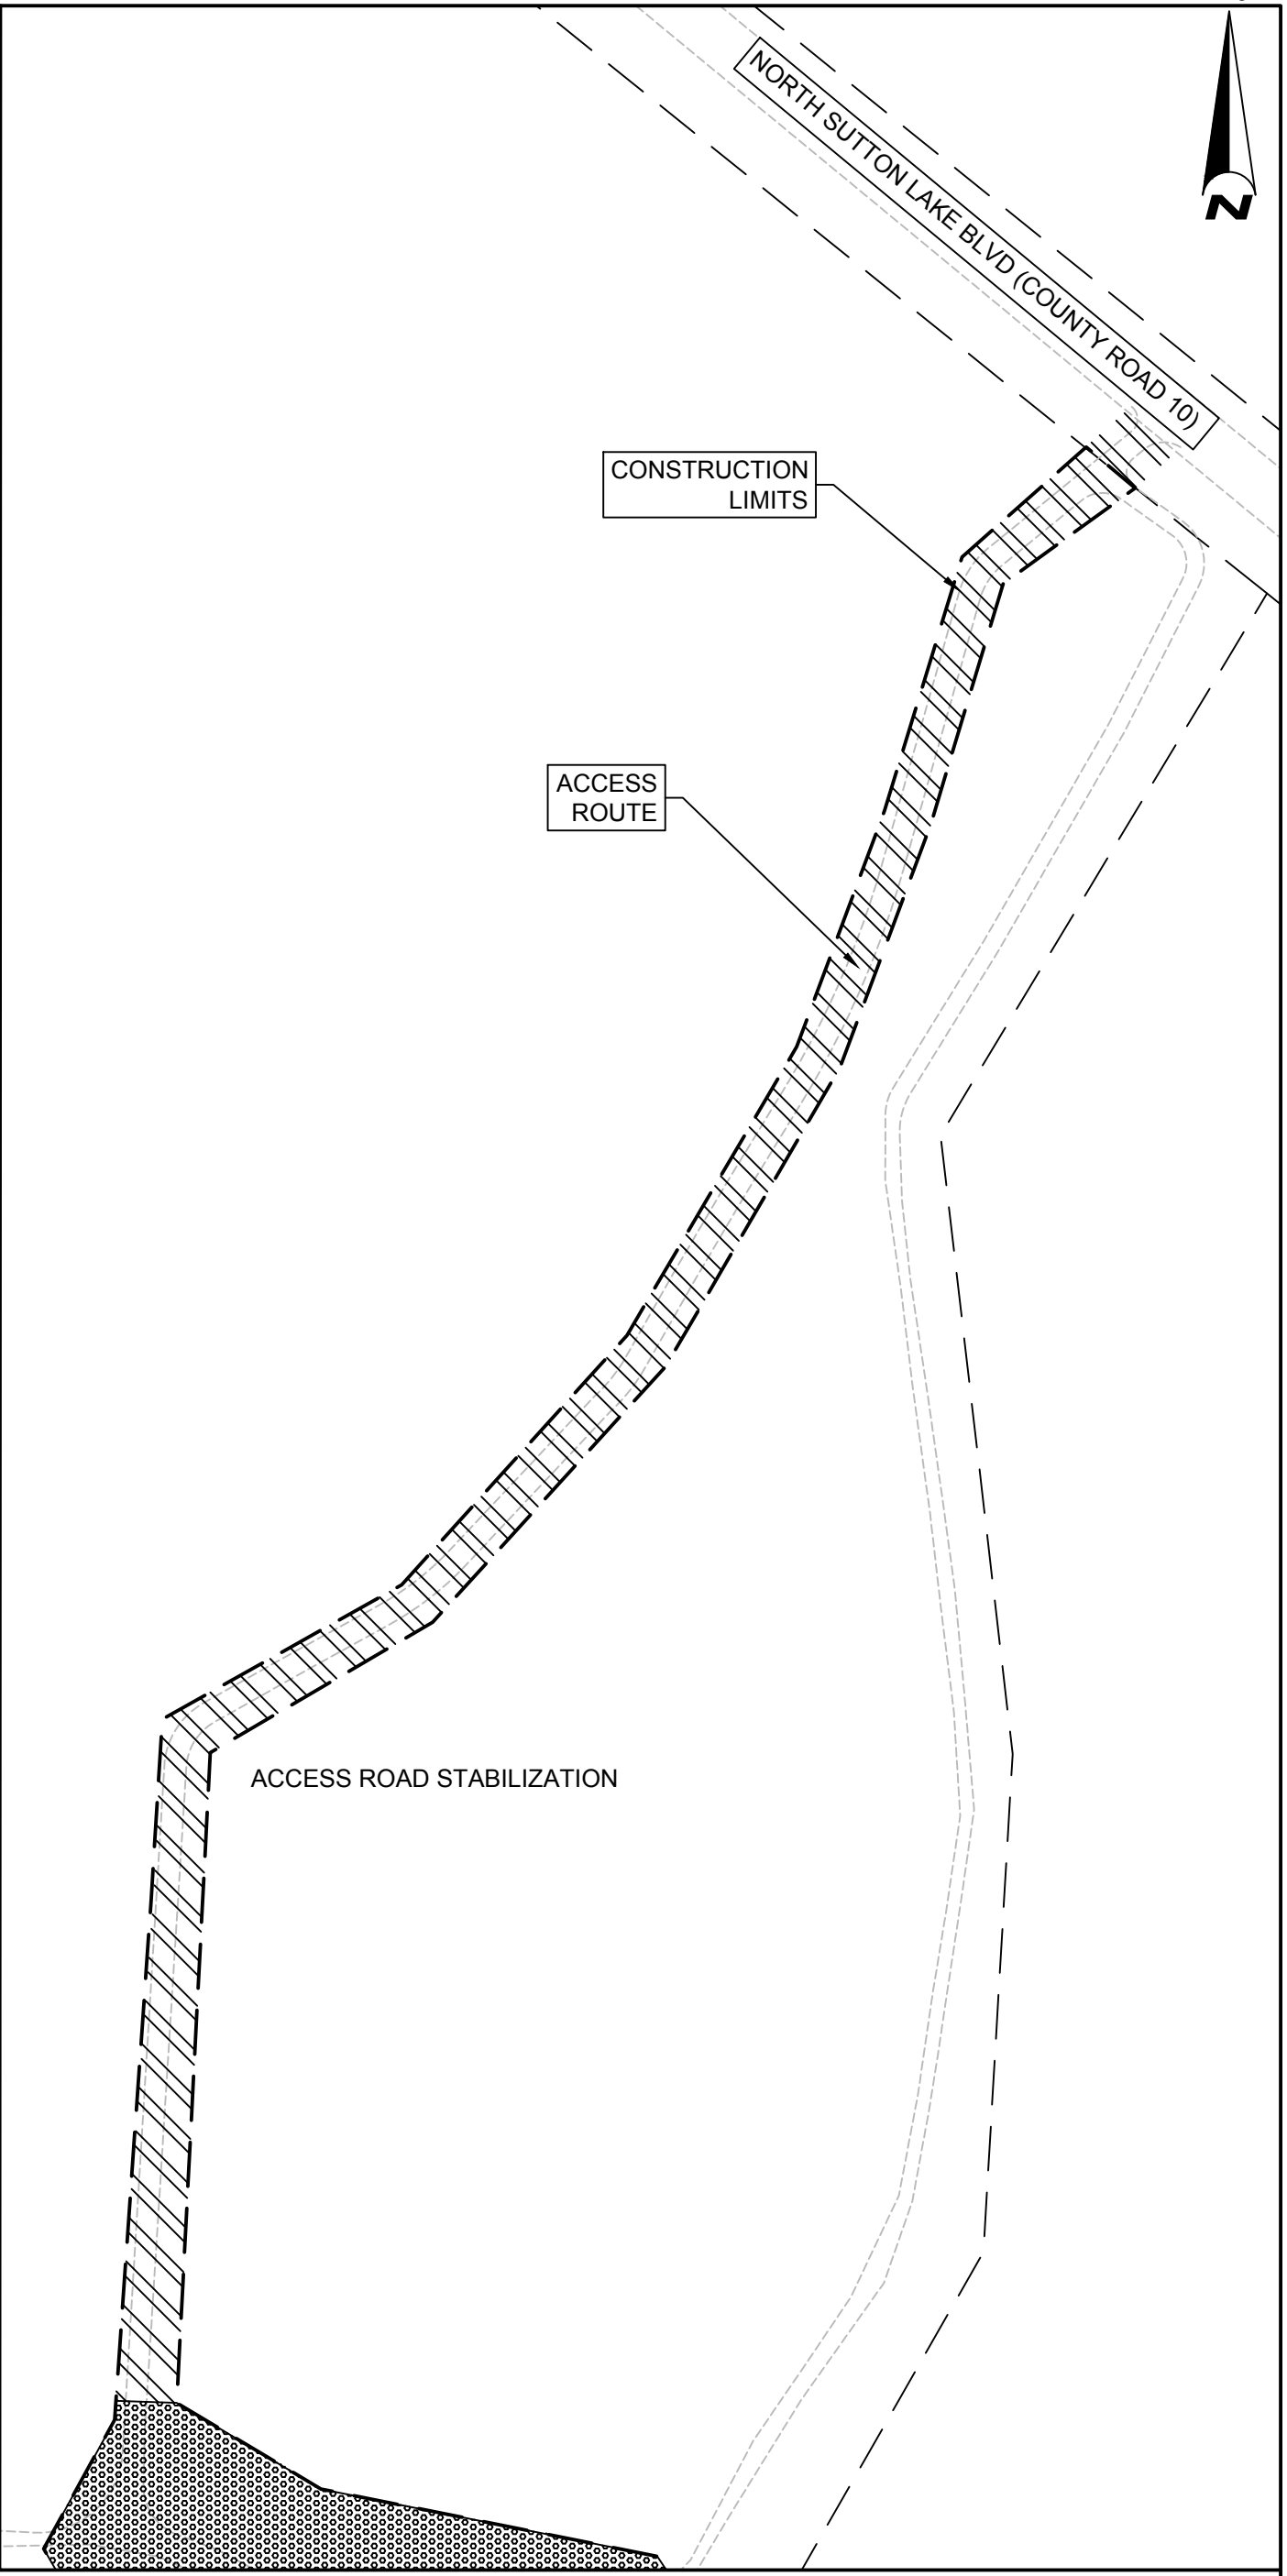 N
NORTH SUTTON LAKE BLVD (COUNTY ROAD 10)
CONSTRUCTION
LIMITS
ACCESS
ROUTE
ACCESS ROAD STABILIZATION